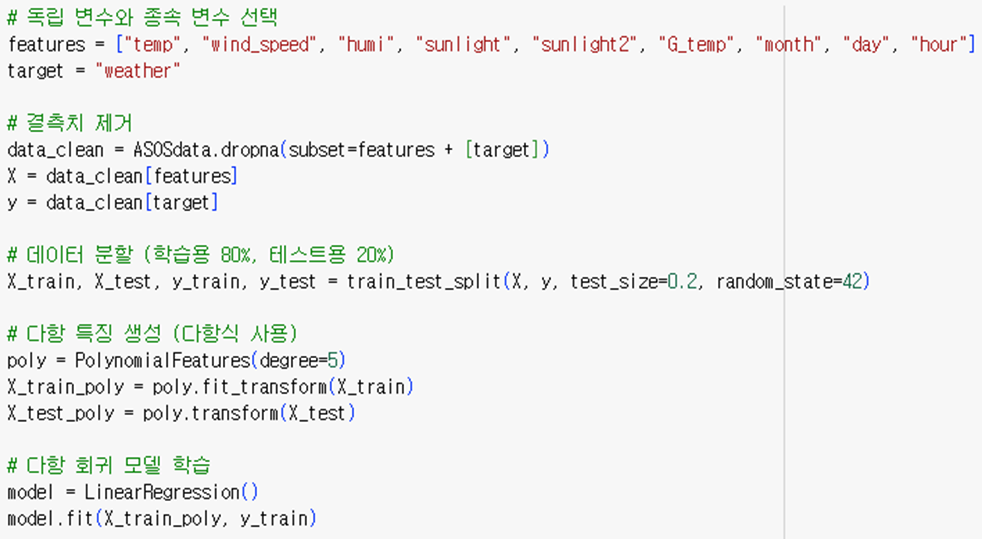 # 독립 변수와 종속 변수 선택
features = ["temp", "wind_speed", "humi", "sunlight", "sunlight2", "G_temp", "month", "day", "hour"]
target = "weather"
# 결측치 제거
data_clean = ASOSdata.dropna(subset=features + [target])
X = data_clean[features]
y = data_clean[target]
# 데이터 분할 (학습용 80%, 테스트용 20%)
X_train, X_test, y_train, y_test = train_test_split(X, y, test_size=0.2, random_state=42)
# 다항 특징 생성 (다항식 사용)
poly = PolynomialFeatures(degree=5)
X_train_poly = poly.fit_transform(X_train)
X_test_poly = poly.transform(X_test)
# 다항 회귀 모델 학습
model = LinearRegression()
model.fit(X_train_poly, y_train)